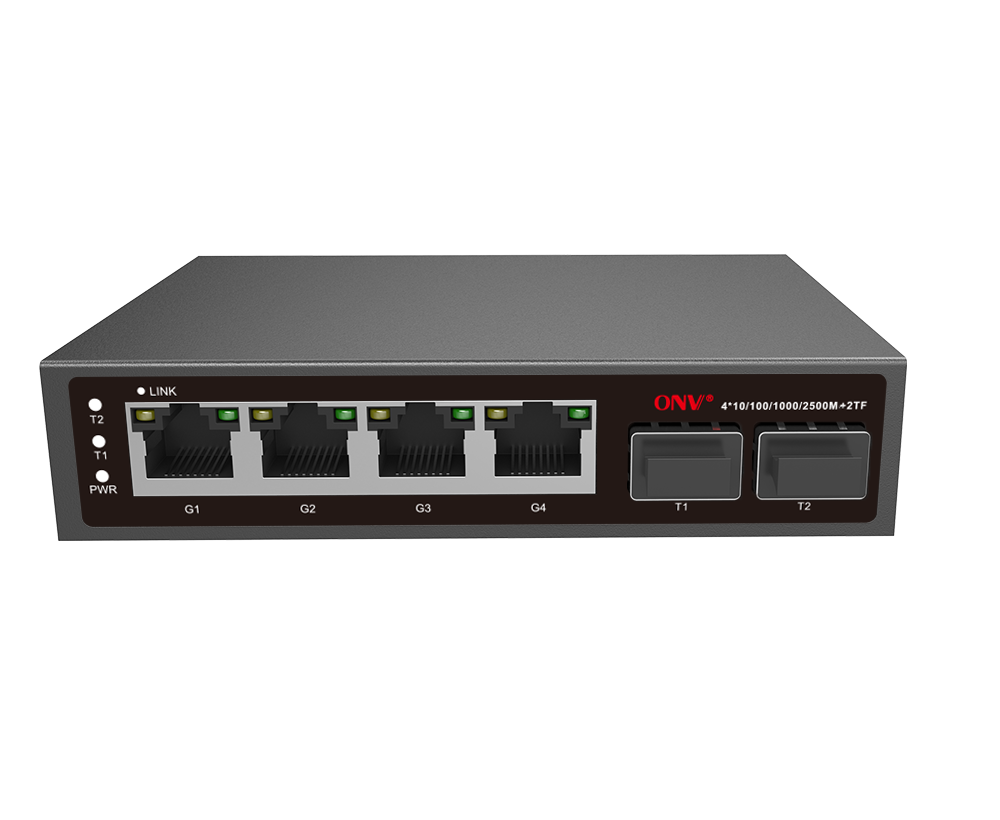 LINK
T2
T1
PWR
G1
G2
G3
G4
ONV®
4*10/100/1000/2500M+2TF
T1
T2